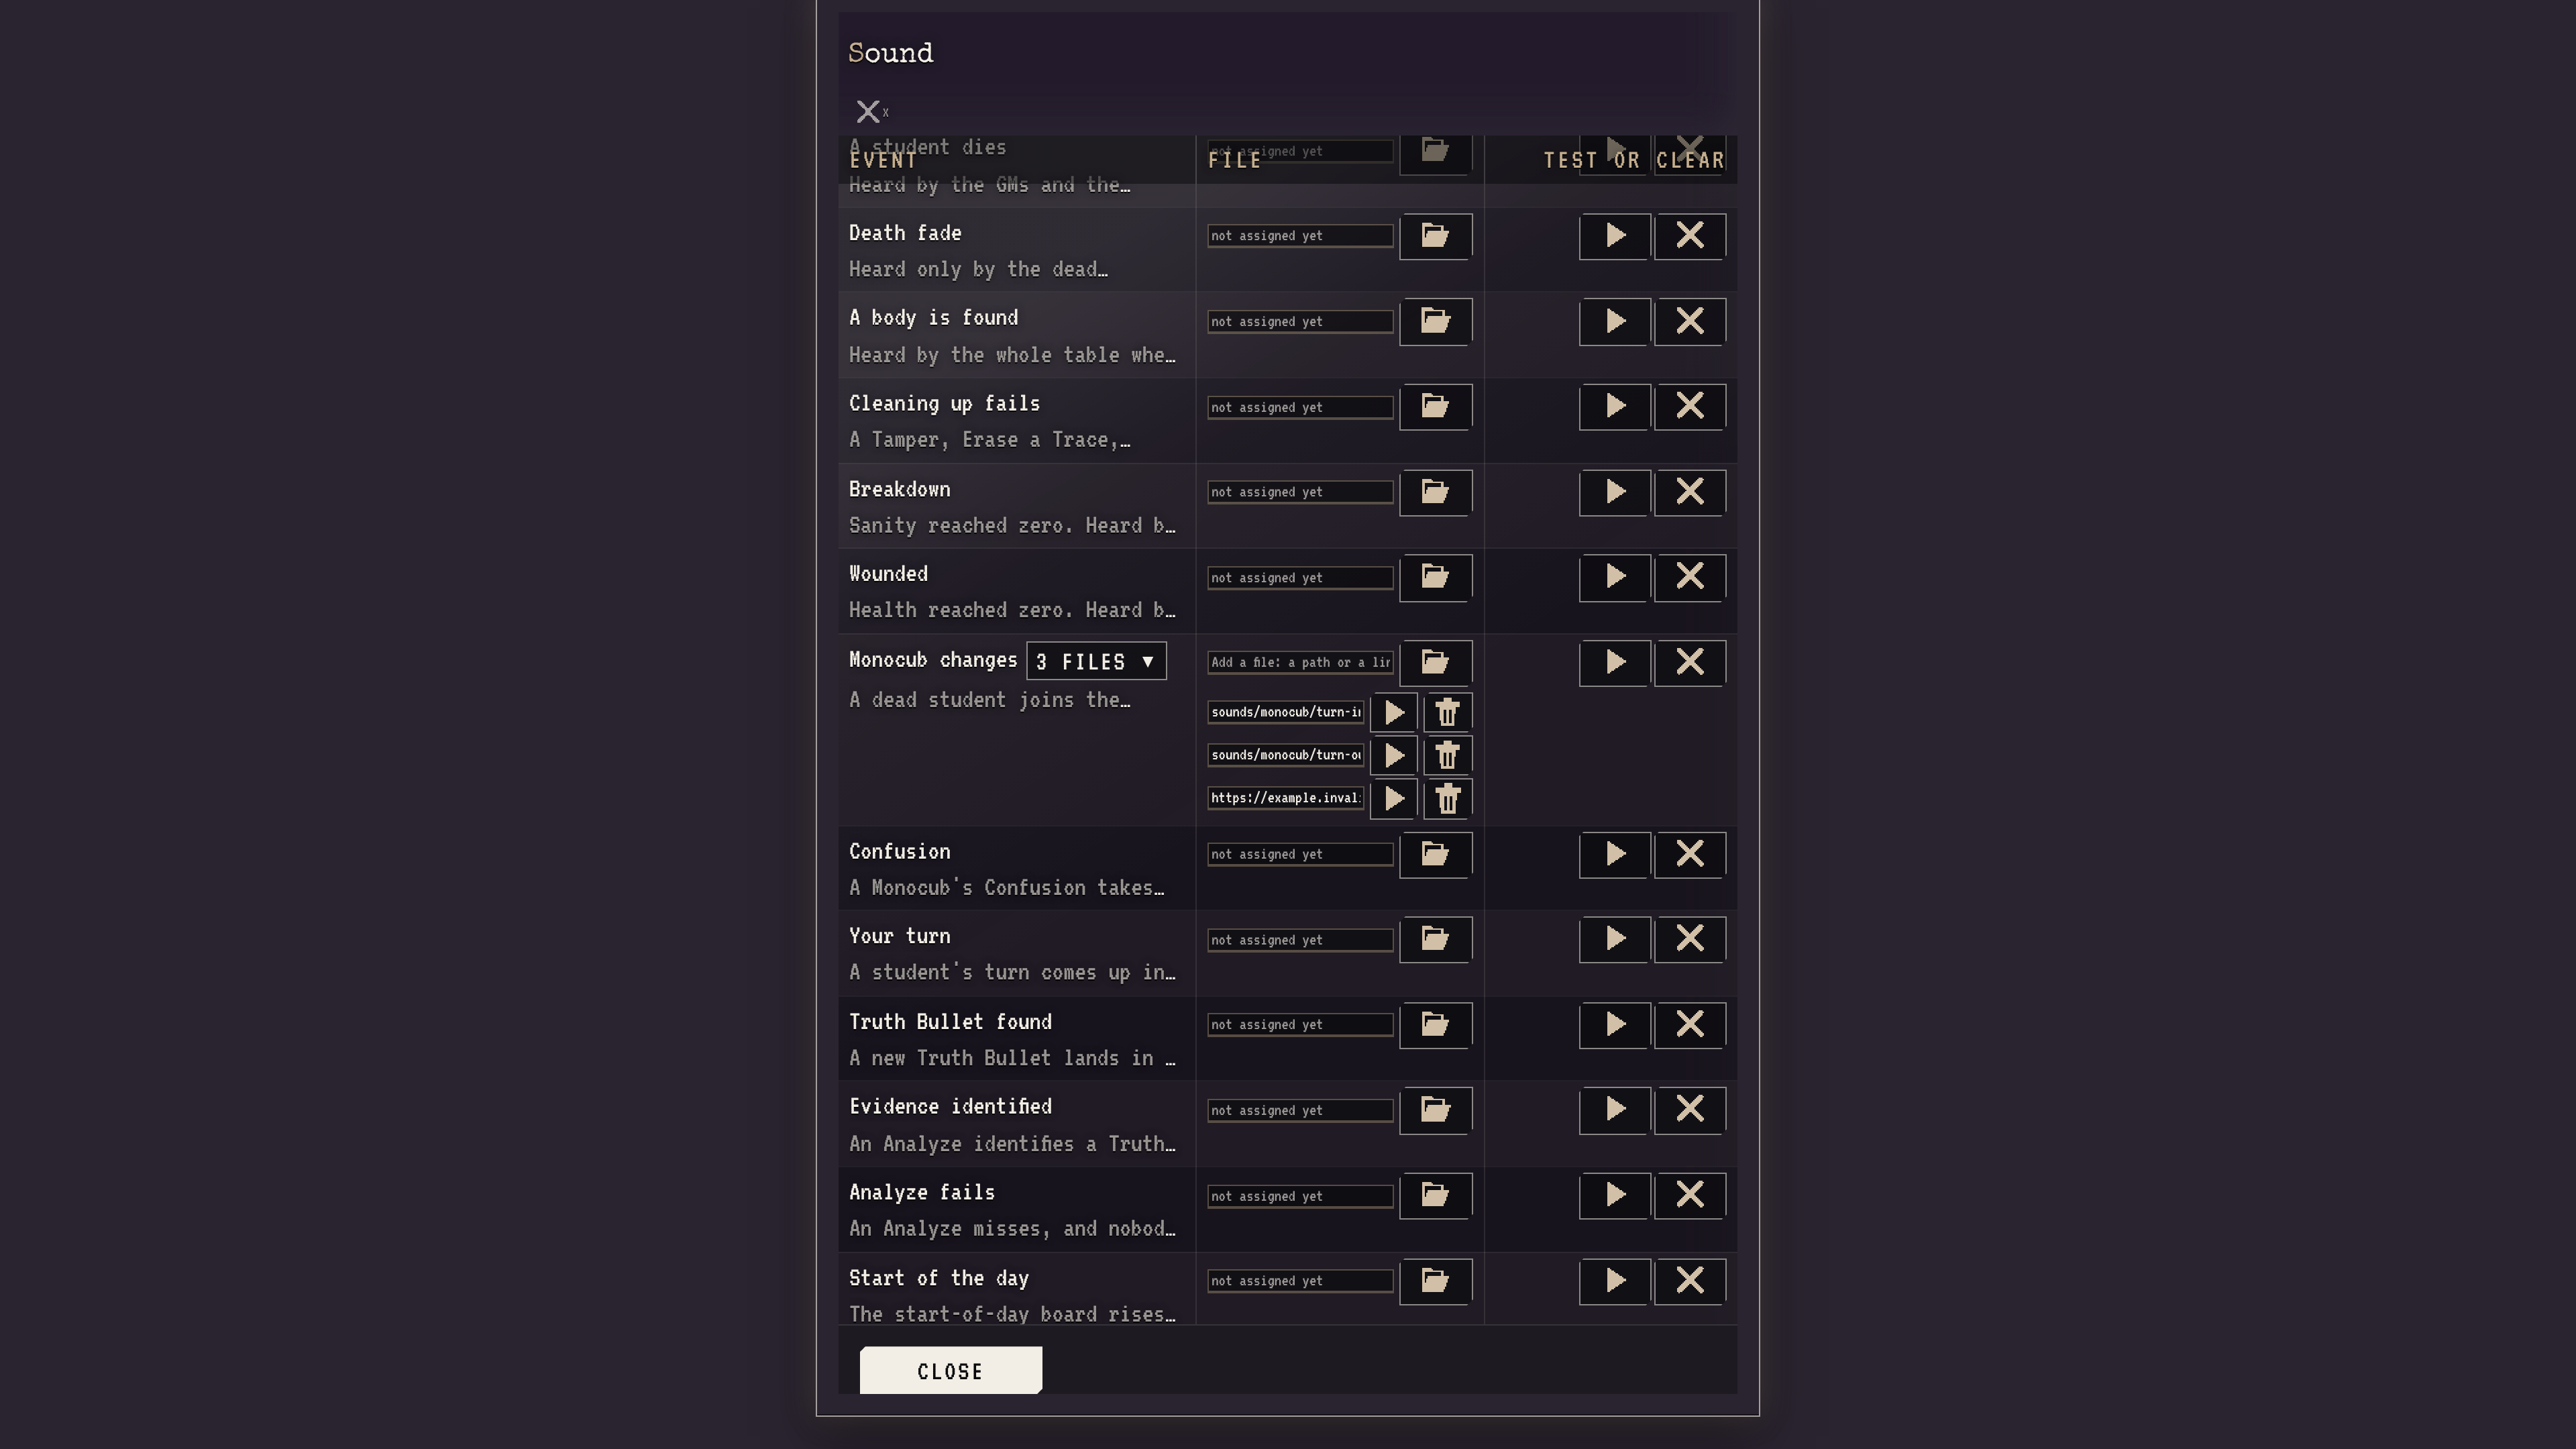 Sound
x
A student dies
not assigned yet
EVENT
FILE
TEST OR CLEAR
Heard by the GMs and the…
Death fade
not assigned yet
Heard only by the dead…
A body is found
not assigned yet
Heard by the whole table whe…
Cleaning up fails
not assigned yet
A Tamper, Erase a Trace,…
Breakdown
not assigned yet
Sanity reached zero. Heard b…
Wounded
not assigned yet
Health reached zero. Heard b…
Monocub changes
3 FILES ▼
Add a file: a path or a lin
A dead student joins the…
sounds/monocub/turn-i
sounds/monocub/turn-o
https://example.inval
Confusion
not assigned yet
A Monocub's Confusion takes…
Your turn
not assigned yet
A student's turn comes up in…
Truth Bullet found
not assigned yet
A new Truth Bullet lands in …
Evidence identified
not assigned yet
An Analyze identifies a Truth…
Analyze fails
not assigned yet
An Analyze misses, and nobod…
Start of the day
not assigned yet
The start-of-day board rises…
CLOSE